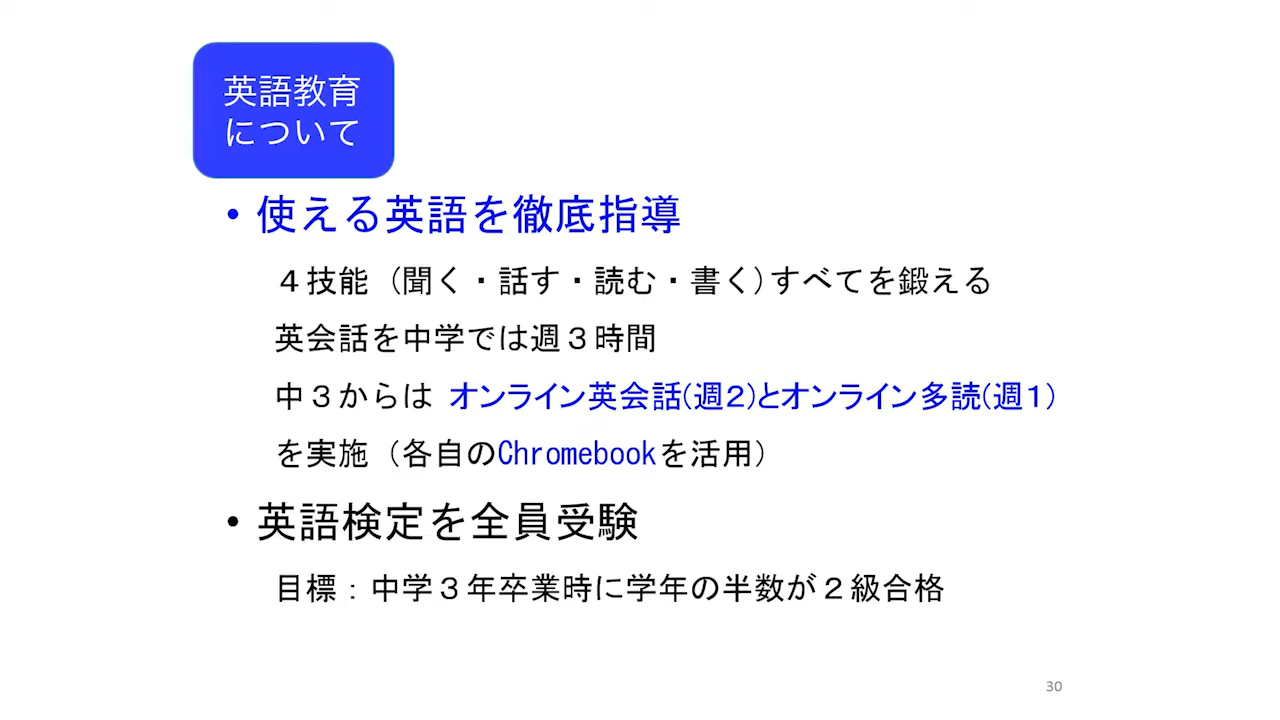 英語教育
について
・使える英語を徹底指導
４技能（聞く・話す・読む・書く)すべてを鍛える
英会話を中学では週３時間
中３からは オンライン英会話(週２)とオンライン多読(週１)
を実施（各自のChromebookを活用）
・英語検定を全員受験
目標：中学３年卒業時に学年の半数が２級合格
30